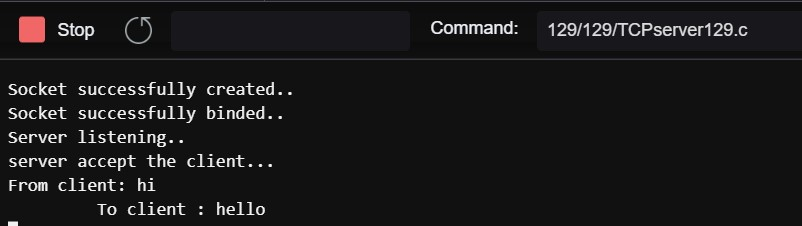 Stop
Command:
129/129/TCPserver129.c
Socket successfully created..
Socket successfully binded..
Server listening..
server accept the client...
From client: hi
To client : hello